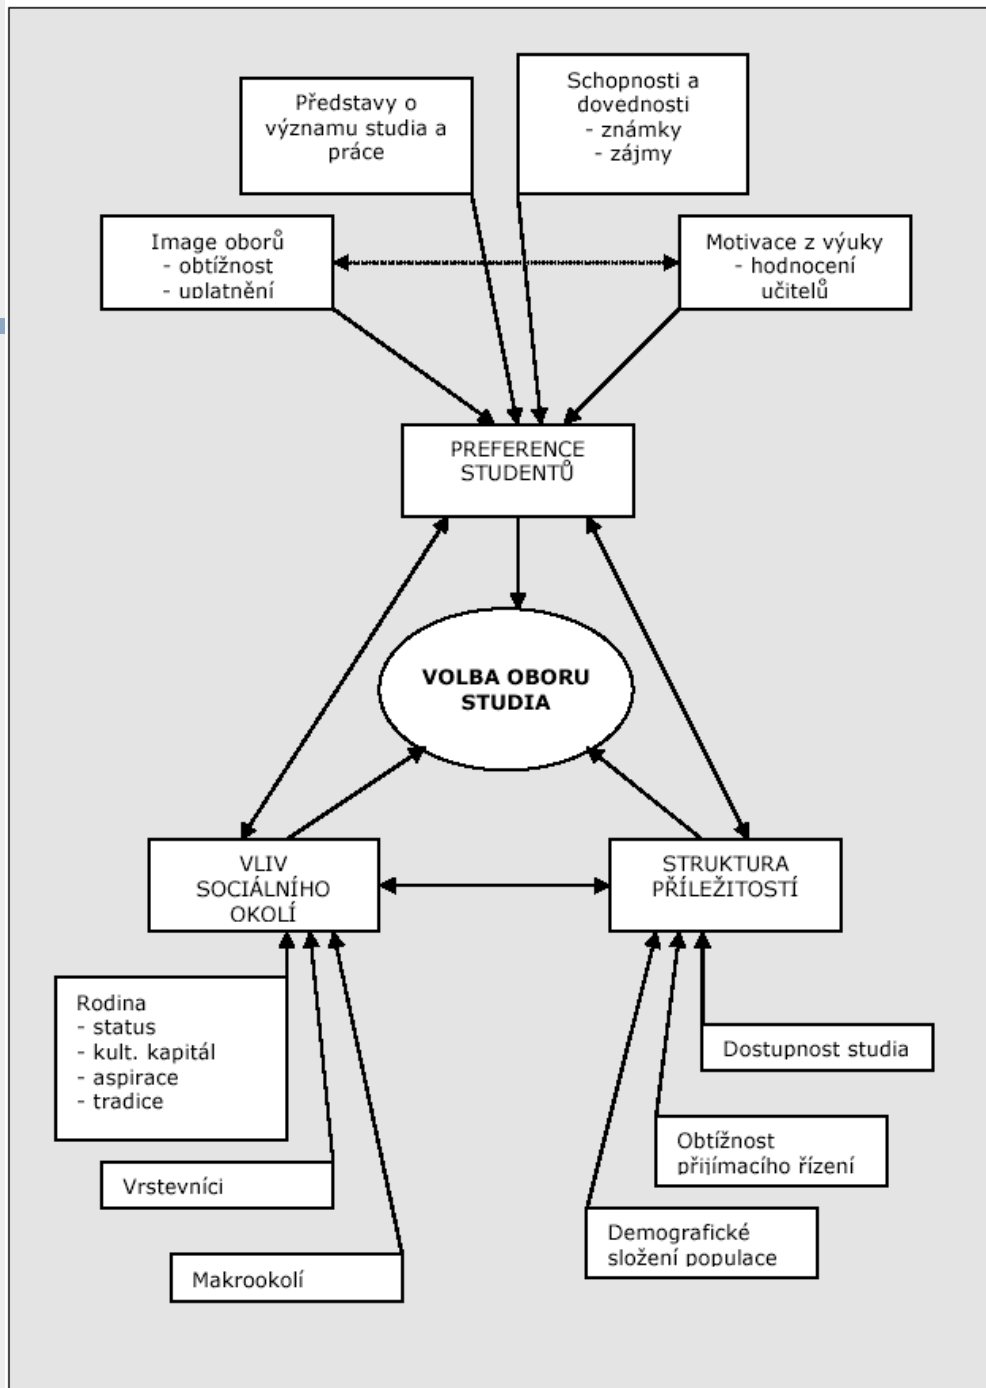 Schopnosti a
dovednosti
- známky
- zájmy
Představy o
významu studia a
práce
Image oborů
- obtížnost
- uplatnění
Motivace z výuky
- hodnocení
učitelů
PREFERENCE
STUDENTŮ
VOLBA OBORU
STUDIA
VLIV
SOCIÁLNÍHO
OKOLÍ
STRUKTURA
PŘÍLEŽITOSTÍ
Rodina
- status
- kult. kapitál
- aspirace
- tradice
Vrstevníci
Makrookolí
Dostupnost studia
Obtížnost
přijímacího řízení
Demografické
složení populace